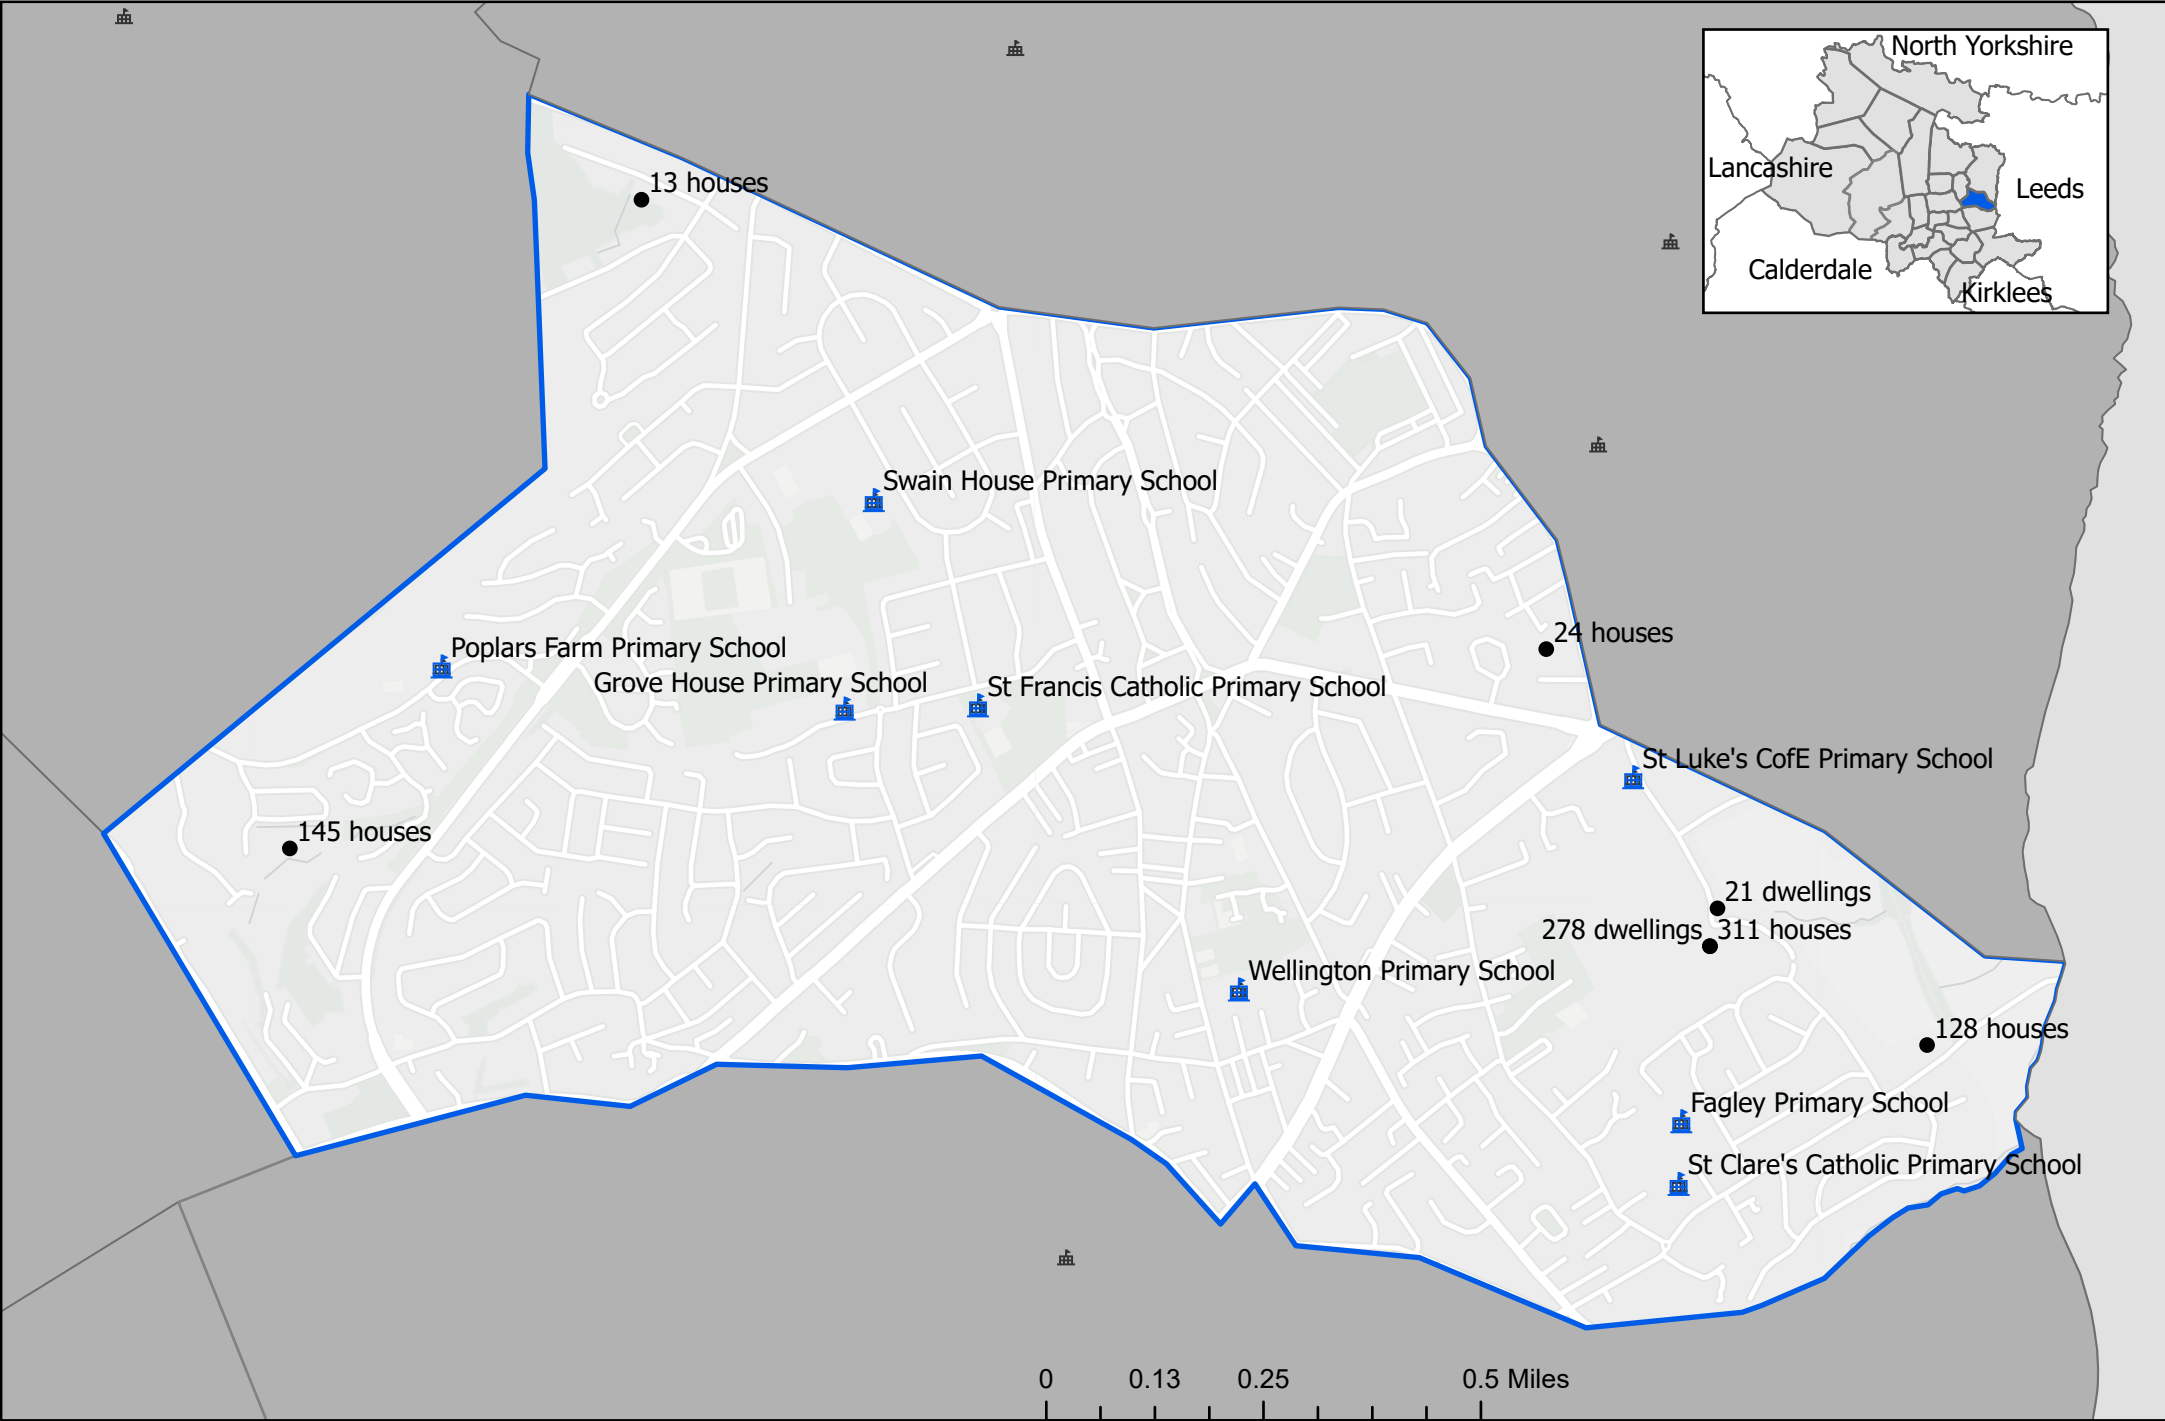 North Yorkshire
Lancashire
Leeds
Calderdale
Kirklees
13 houses
Swain House Primary School
24 houses
Poplars Farm Primary School
Grove House Primary School
St Francis Catholic Primary School
St Luke's CofE Primary School
145 houses
21 dwellings
278 dwellings
311 houses
Wellington Primary School
128 houses
Fagley Primary School
St Clare's Catholic Primary School
0 0.13 0.25 0.5 Miles